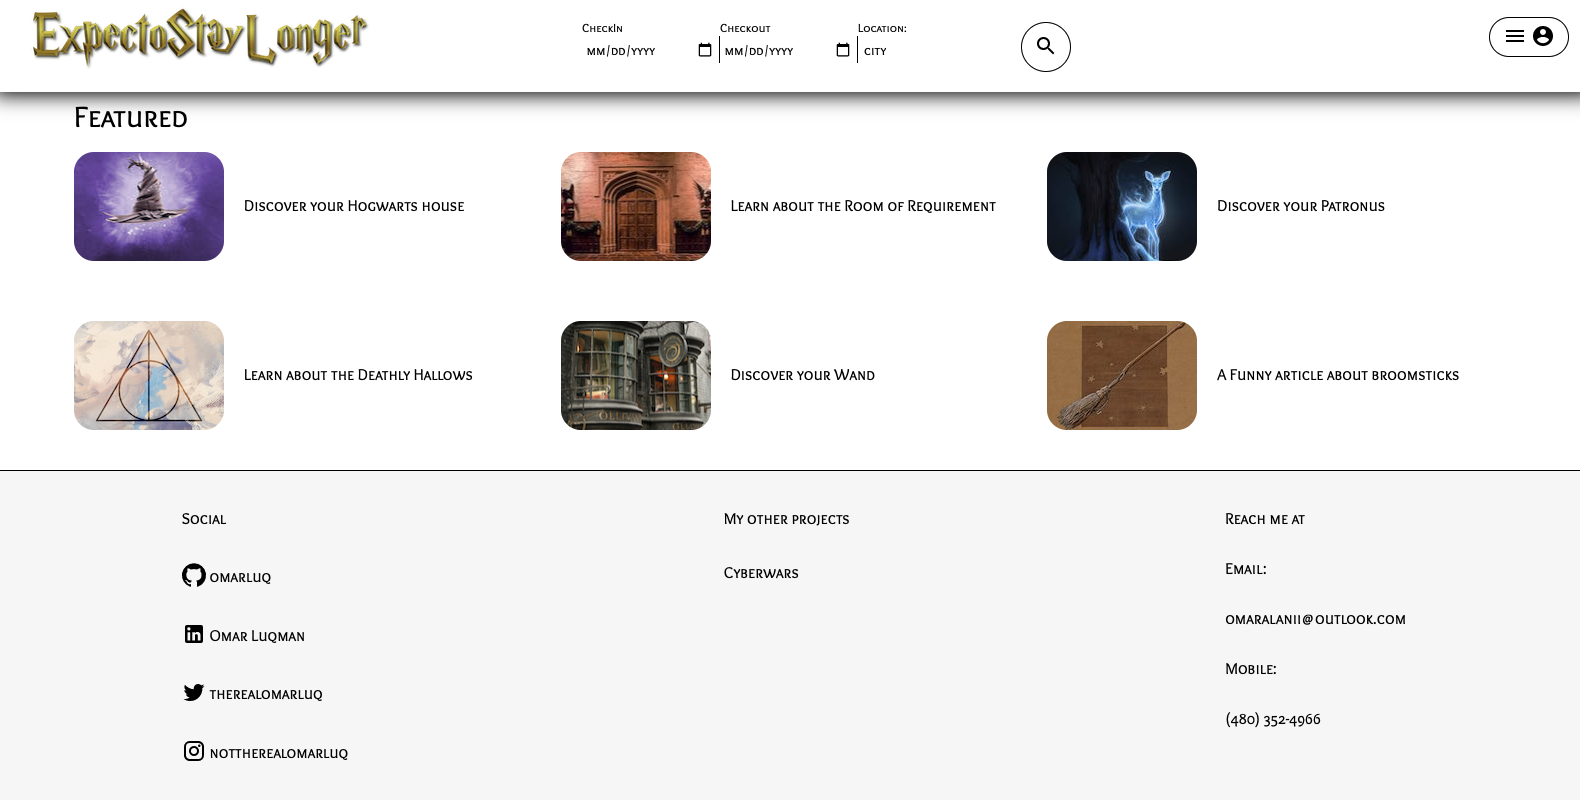 ExpectoStayLonger
CheckIn
mm/dd/yyyy
Checkout
mm/dd/yyyy
Location:
city
Featured
Discover your Hogwarts house
Learn about the Room of Requirement
Discover your Patronus
Learn about the Deathly Hallows
Discover your Wand
A Funny article about broomsticks
Social
omarluq
Omar Luqman
therealomarluq
nottherealomarluq
My other projects
Cyberwars
Reach me at
Email:
omaralanii@outlook.com
Mobile:
(480) 352-4966